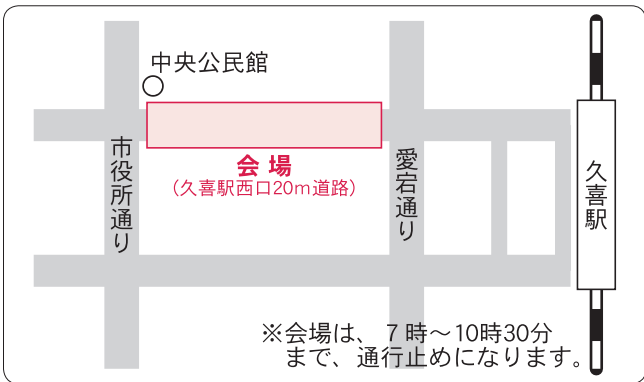 中央公民館
会場
（久喜駅西口20m道路）
市役所通り
愛宕通り
久喜駅
※会場は、7時～10時30分
まで、通行止めになります。